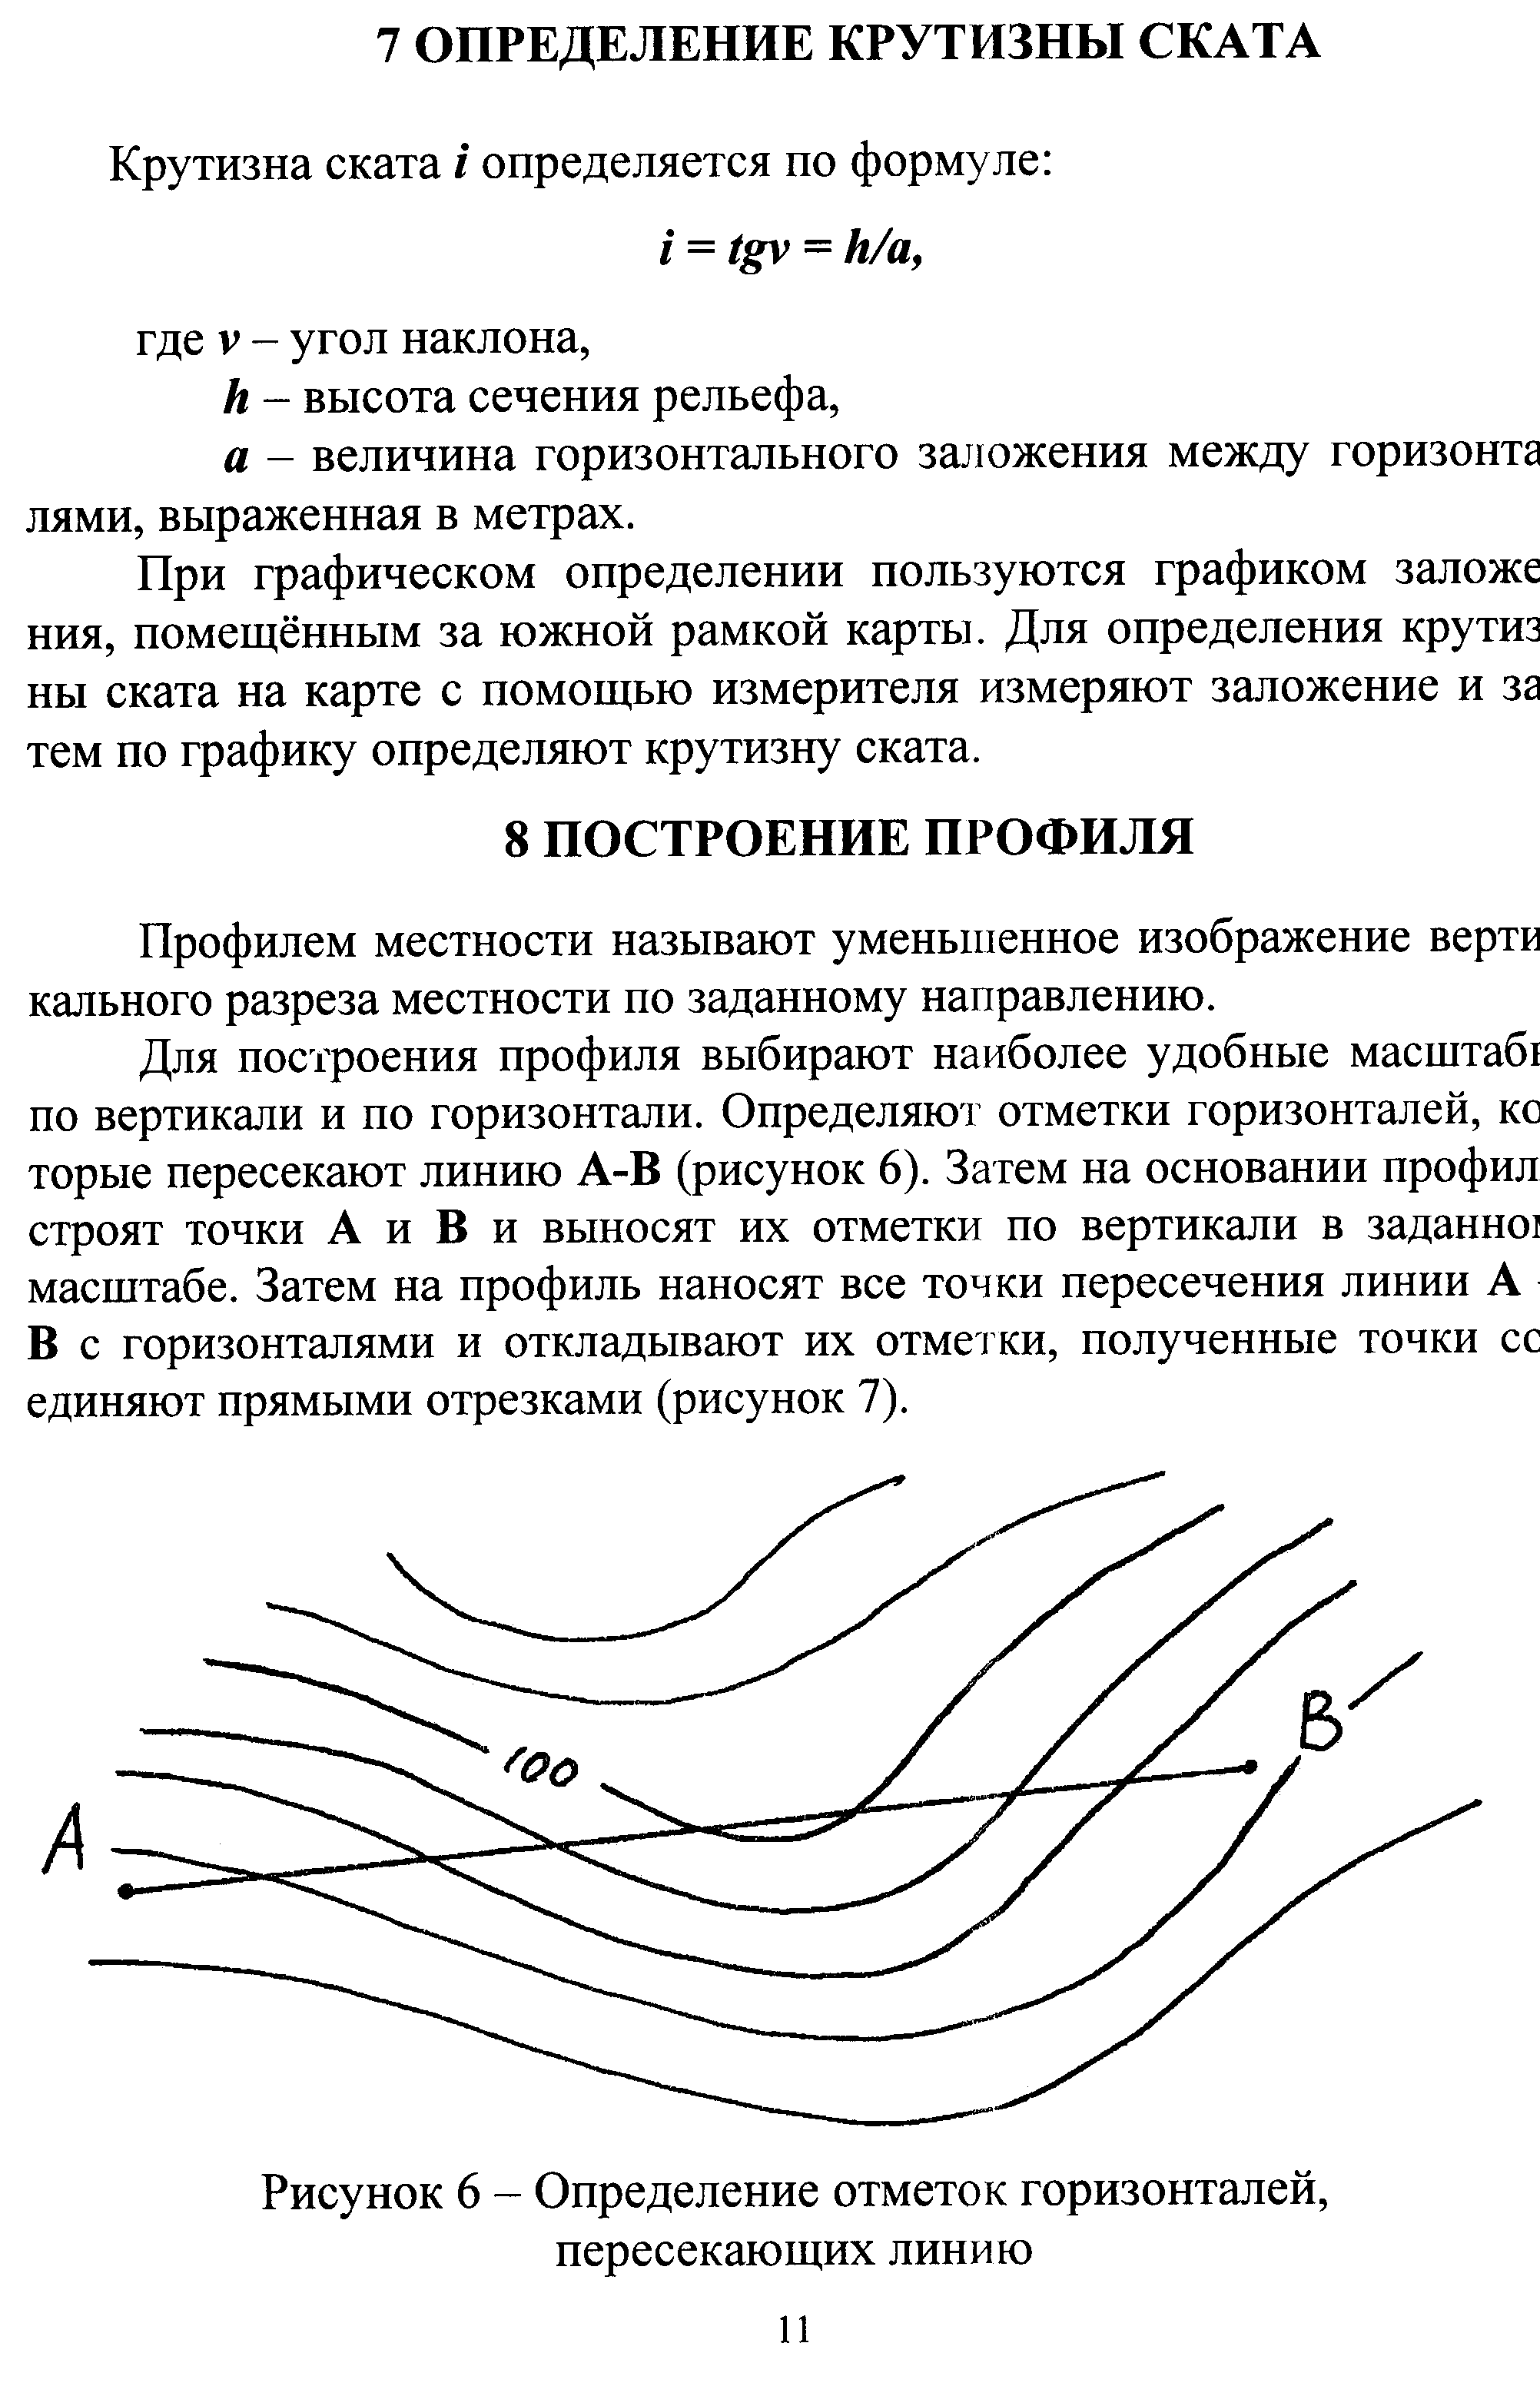 7 ОПРЕДЕЛЕНИЕ КРУТИЗНЫ СКАТА
Крутизна ската i определяется по формуле:
i = tgν = h/a,
где ν – угол наклона,
h – высота сечения рельефа,
a – величина горизонтального заложения между горизонта
лями, выраженная в метрах.
При графическом определении пользуются графиком заложе
ния, помещённым за южной рамкой карты. Для определения крутиз
ны ската на карте с помощью измерителя измеряют заложение и за
тем по графику определяют крутизну ската.
8 ПОСТРОЕНИЕ ПРОФИЛЯ
Профилем местности называют уменьшенное изображение верти
кального разреза местности по заданному направлению.
Для построения профиля выбирают наиболее удобные масштабы
по вертикали и по горизонтали. Определяют отметки горизонталей, ко
торые пересекают линию А-В (рисунок 6). Затем на основании профил
строят точки А и В и выносят их отметки по вертикали в заданном
масштабе. Затем на профиль наносят все точки пересечения линии А -
В с горизонталями и откладывают их отметки, полученные точки со
единяют прямыми отрезками (рисунок 7).
100
В
А
Рисунок 6 – Определение отметок горизонталей,
пересекающих линию
11